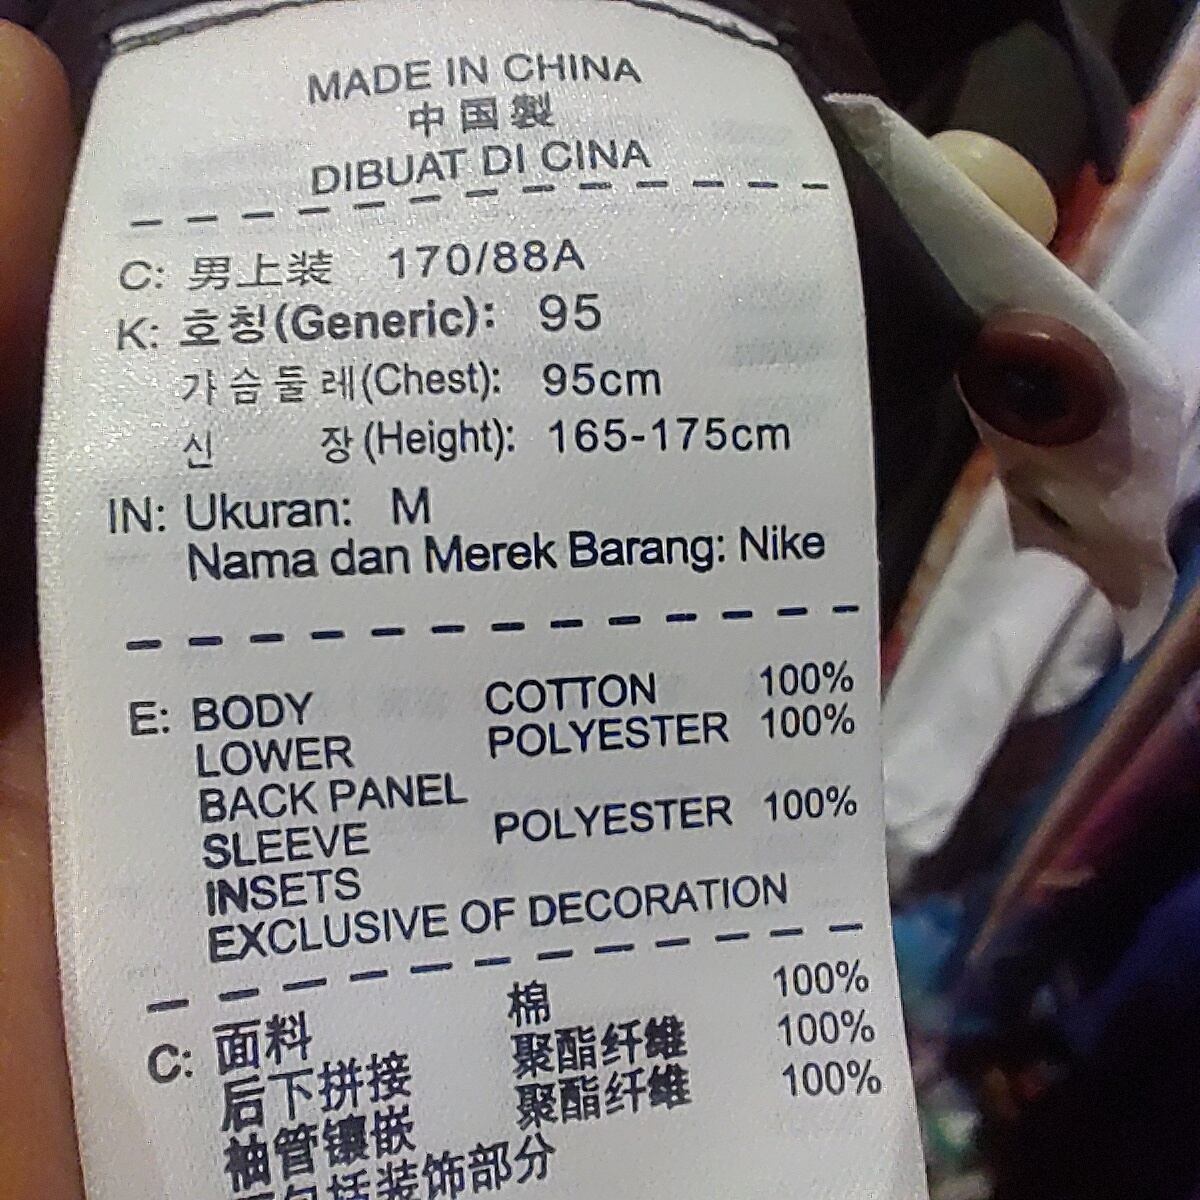 MADE IN CHINA
中国製
DIBUAT DI CINA
C: 男上装 170/88A
K: 호칭(Generic): 95
가슴둘레(Chest): 95cm
신 장(Height): 165-175cm
IN: Ukuran: M
Nama dan Merek Barang: Nike
E: BODY COTTON 100%
LOWER POLYESTER 100%
BACK PANEL
SLEEVE POLYESTER 100%
INSETS
EXCLUSIVE OF DECORATION
C: 面料 棉 100%
后下拼接 聚酯纤维 100%
袖管镶嵌 聚酯纤维 100%
包括装饰部分